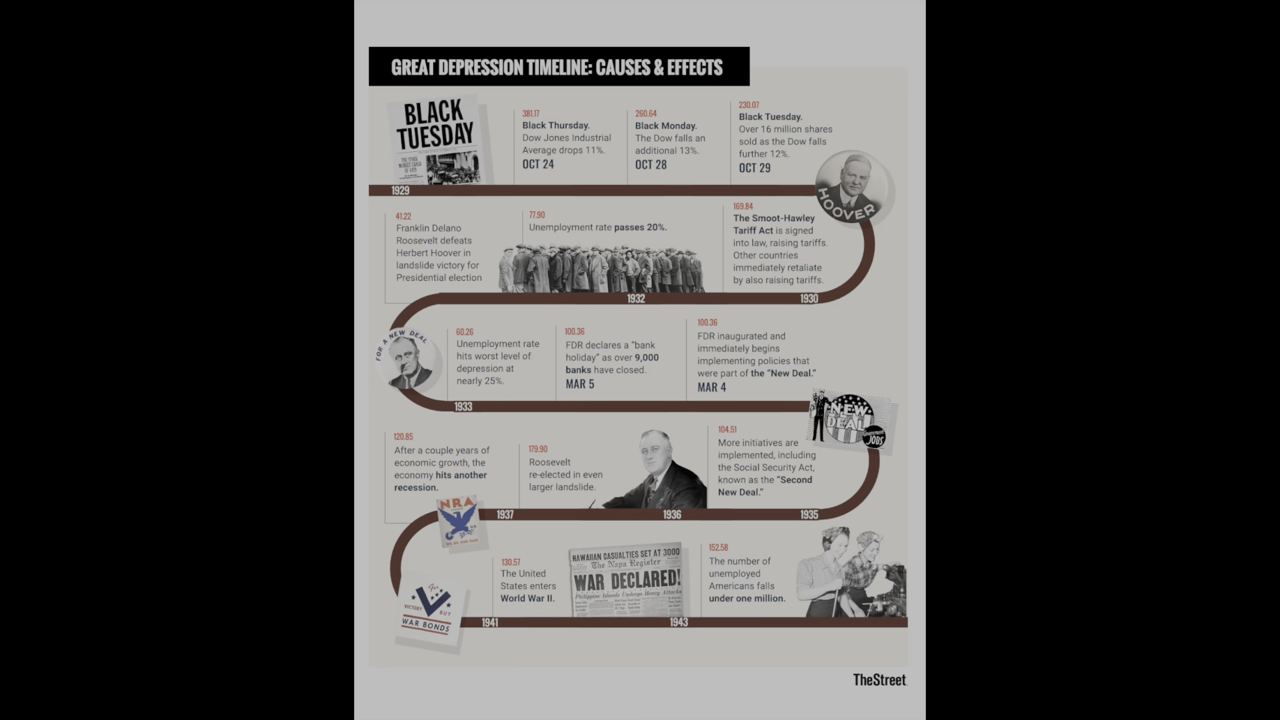 GREAT DEPRESSION TIMELINE: CAUSES & EFFECTS
BLACK
TUESDAY
381.17
Black Thursday.
Dow Jones Industrial
Average drops 11%.
OCT 24
260.64
Black Monday.
The Dow falls an
additional 13%.
OCT 28
230.07
Black Tuesday.
Over 16 million shares
sold as the Dow falls
further 12%.
OCT 29
1929
HOOVER
169.84
The Smoot-Hawley
Tariff Act is signed
into law, raising tariffs.
Other countries
immediately retaliate
by also raising tariffs.
1930
77.90
Unemployment rate passes 20%.
1932
41.22
Franklin Delano
Roosevelt defeats
Herbert Hoover in
landslide victory for
Presidential election
FOR A NEW DEAL
60.26
Unemployment rate
hits worst level of
depression at
nearly 25%.
1933
100.36
FDR declares a “bank
holiday” as over 9,000
banks have closed.
MAR 5
100.36
FDR inaugurated and
immediately begins
implementing policies that
were part of the “New Deal.”
MAR 4
NEW
DEAL
JOBS
104.51
More initiatives are
implemented, including
the Social Security Act,
known as the “Second
New Deal.”
1935
179.90
Roosevelt
re-elected in even
larger landslide.
1936
120.85
After a couple years of
economic growth, the
economy hits another
recession.
1937
NRA
For
VICTORY
BUY
WAR BONDS
130.57
The United
States enters
World War II.
1941
HAWAIIAN CASUALTIES SET AT 3000
The Napa Register
WAR DECLARED!
Philippine Islands Undergo Heavy Attacks
152.58
The number of
unemployed
Americans falls
under one million.
1943
TheStreet